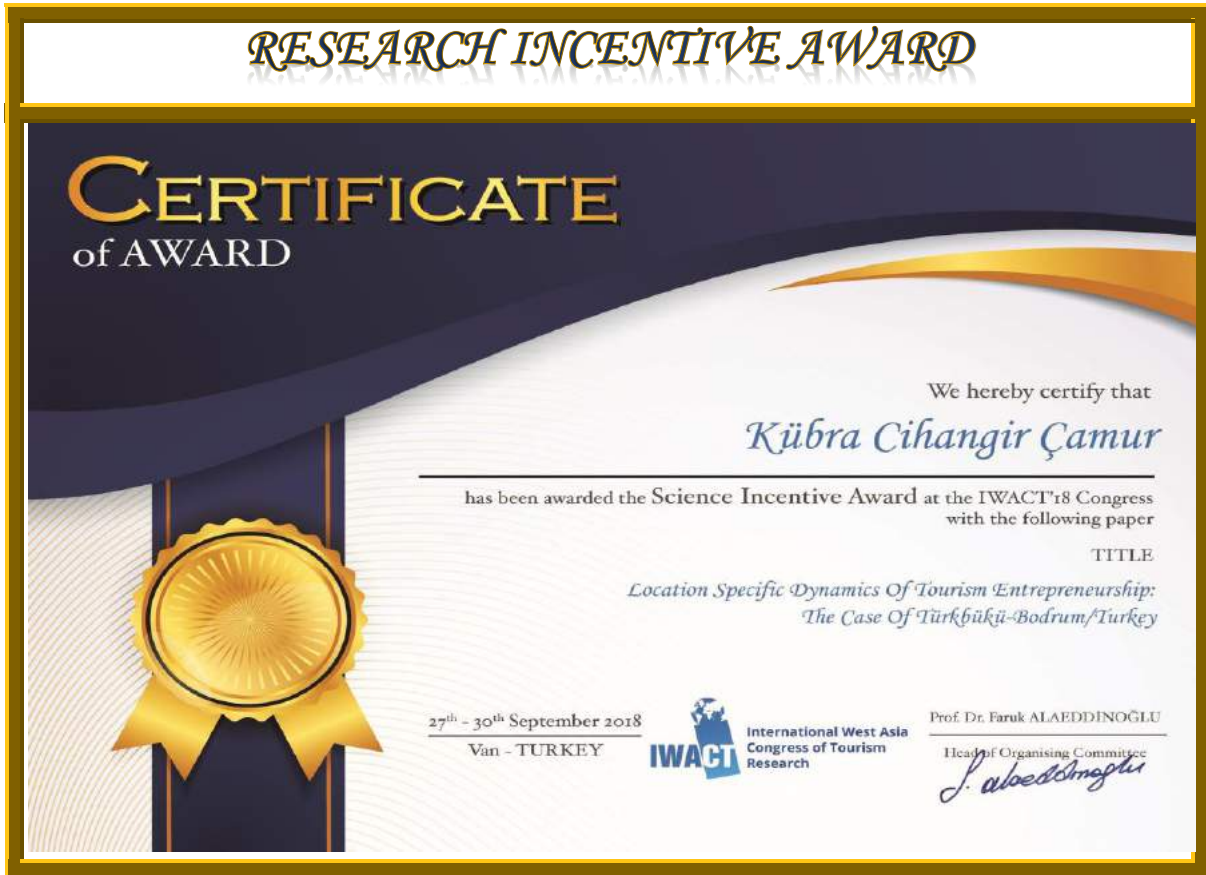 RESEARCH INCENTIVE AWARD
CERTIFICATE
of AWARD
We hereby certify that
Kübra Cihangir Çamur
has been awarded the Science Incentive Award at the IWACT'18 Congress
with the following paper
TITLE
Location Specific Dynamics Of Tourism Entrepreneurship:
The Case Of Türkbükü-Bodrum/Turkey
27th - 30th September 2018
Van - TURKEY
IWACT
International West Asia
Congress of Tourism
Research
Prof. Dr. Faruk ALAEDDİNOĞLU
Head of Organising Committee